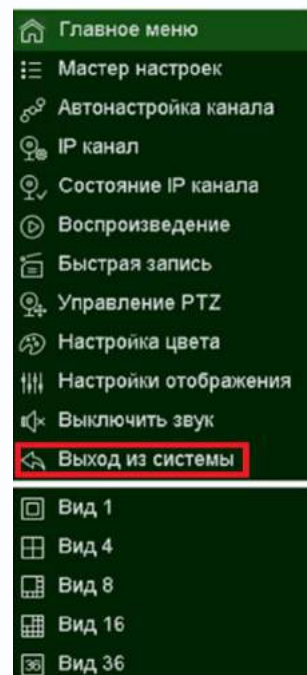 Главное меню
Мастер настроек
Автонастройка канала
IP канал
Состояние IP канала
Воспроизведение
Быстрая запись
Управление PTZ
Настройка цвета
Настройки отображения
Выключить звук
Выход из системы
Вид 1
Вид 4
Вид 8
Вид 16
36 Вид 36